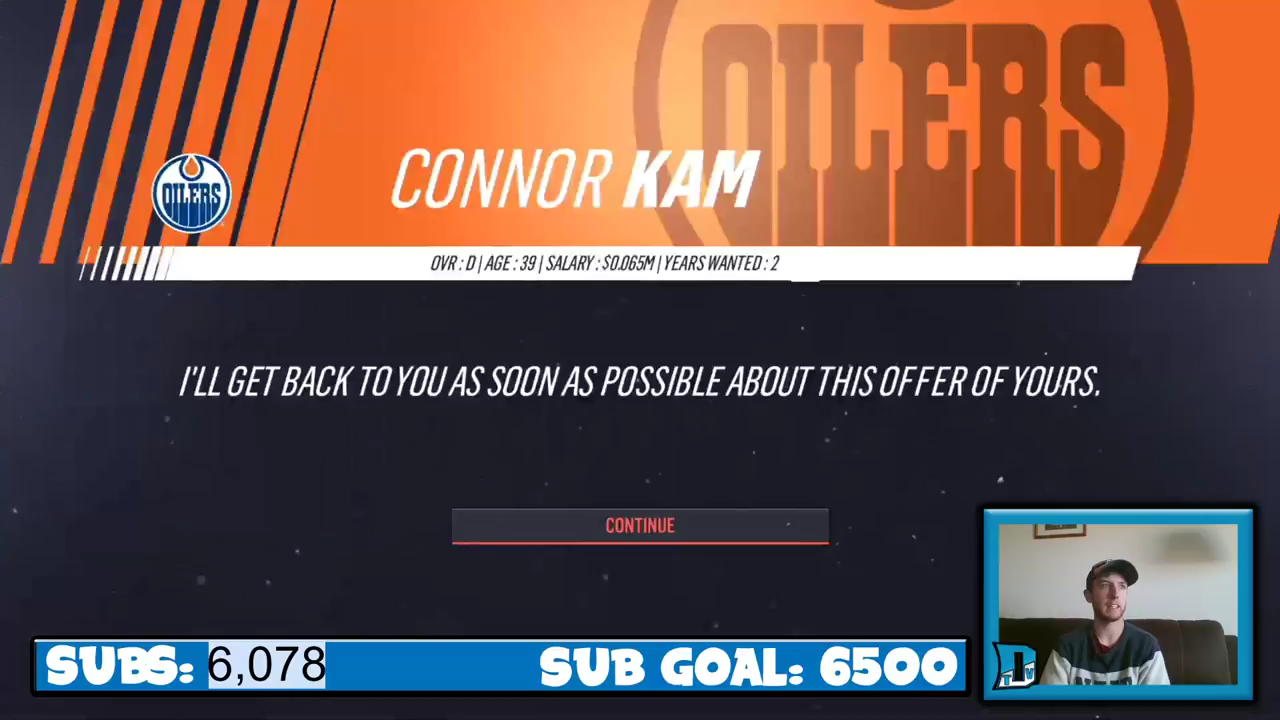 OILERS
CONNOR KAM
OILERS
OVR : D | AGE : 39 | SALARY : $0.065M | YEARS WANTED : 2
I'LL GET BACK TO YOU AS SOON AS POSSIBLE ABOUT THIS OFFER OF YOURS.
CONTINUE
SUBS: 6,078
SUB GOAL: 6500
TV